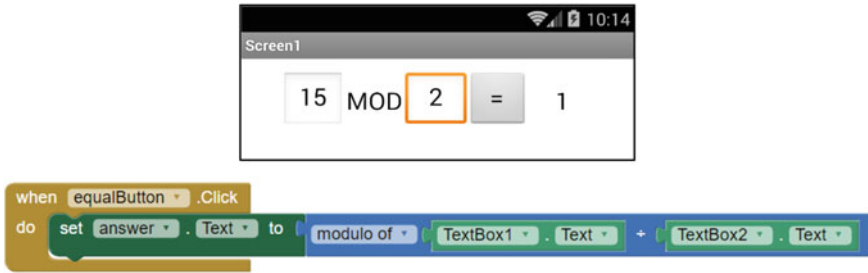 10:14
Screen1
15 MOD 2 = 1
when equalButton .Click
do set answer . Text to modulo of TextBox1 . Text ÷ TextBox2 . Text